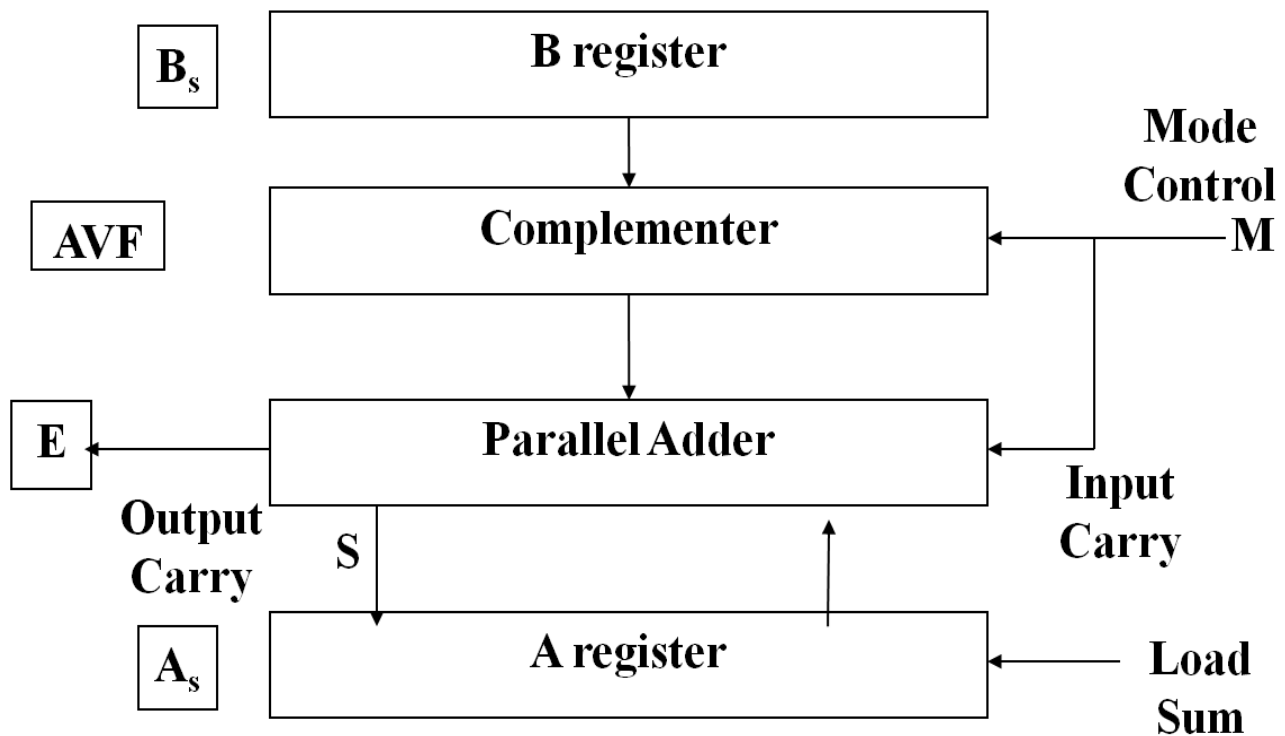 B register
Bₛ
Mode
Control
M
Complementer
AVF
Parallel Adder
E
Input
Carry
Output
Carry
S
A register
Aₛ
Load
Sum